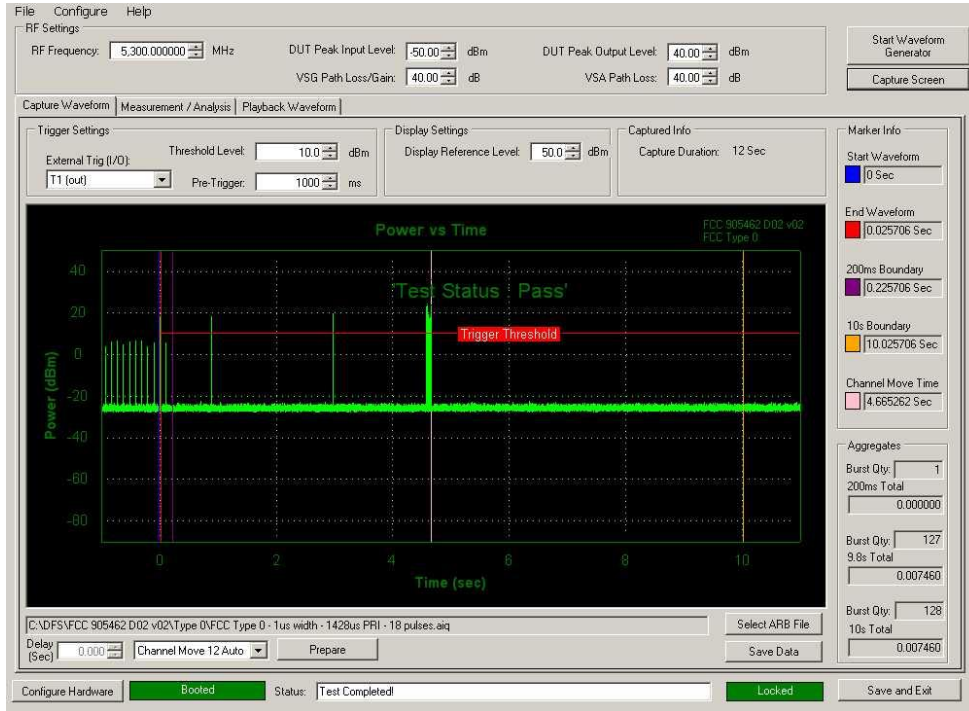 File Configure Help
RF Settings
RF Frequency: 5,300.000000 MHz
DUT Peak Input Level: -50.00 dBm
DUT Peak Output Level: 40.00 dBm
VSG Path Loss/Gain: 40.00 dB
VSA Path Loss: 40.00 dB
Start Waveform
Generator
Capture Screen
Capture Waveform Measurement / Analysis Playback Waveform
Trigger Settings
External Trig (I/O):
T1 (out)
Threshold Level: 10.0 dBm
Pre-Trigger: 1000 ms
Display Settings
Display Reference Level: 50.0 dBm
Captured Info
Capture Duration: 12 Sec
Marker Info
Start Waveform
0 Sec
End Waveform
0.025706 Sec
200ms Boundary
0.225706 Sec
10s Boundary
10.025706 Sec
Channel Move Time
4.665262 Sec
Power vs Time
FCC 905462 D02 v02
FCC Type 0
'Test Status : Pass'
Trigger Threshold
Power (dBm)
40
20
0
-20
-40
-60
-80
0 2 4 6 8 10
Time (sec)
Aggregates
Burst Qty: 1
200ms Total
0.000000
Burst Qty: 127
9.8s Total
0.007460
Burst Qty: 128
10s Total
0.007460
C:\DFS\FCC 905462 D02 v02\Type 0\FCC Type 0 - 1us width - 1428us PRI - 18 pulses.aiq
Select ARB File
Delay
(Sec) 0.000 Channel Move 12 Auto Prepare
Save Data
Configure Hardware Booted Status: Test Completed! Locked Save and Exit